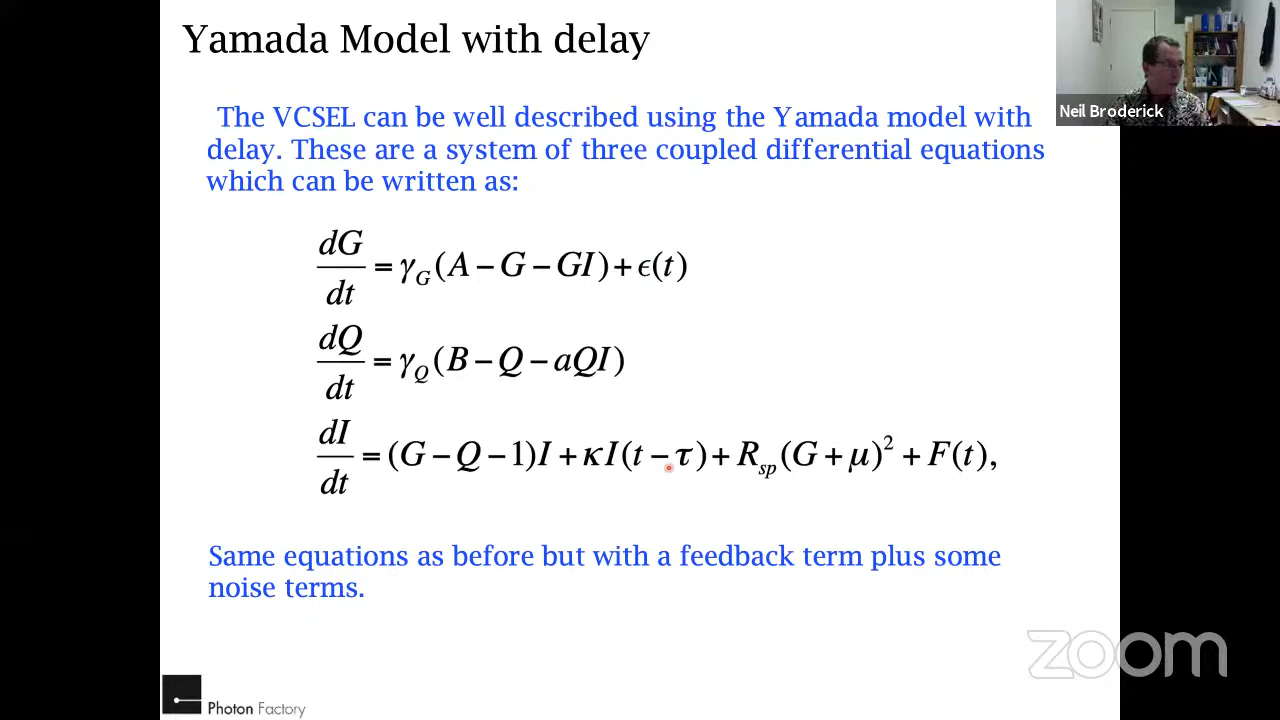 Yamada Model with delay
Neil Broderick
The VCSEL can be well described using the Yamada model with
delay. These are a system of three coupled differential equations
which can be written as:
dG/dt = γ_G(A − G − GI) + ϵ(t)
dQ/dt = γ_Q(B − Q − aQI)
dI/dt = (G − Q − 1)I + κI(t − τ) + R_sp(G + μ)² + F(t),
Same equations as before but with a feedback term plus some
noise terms.
zoom
Photon Factory